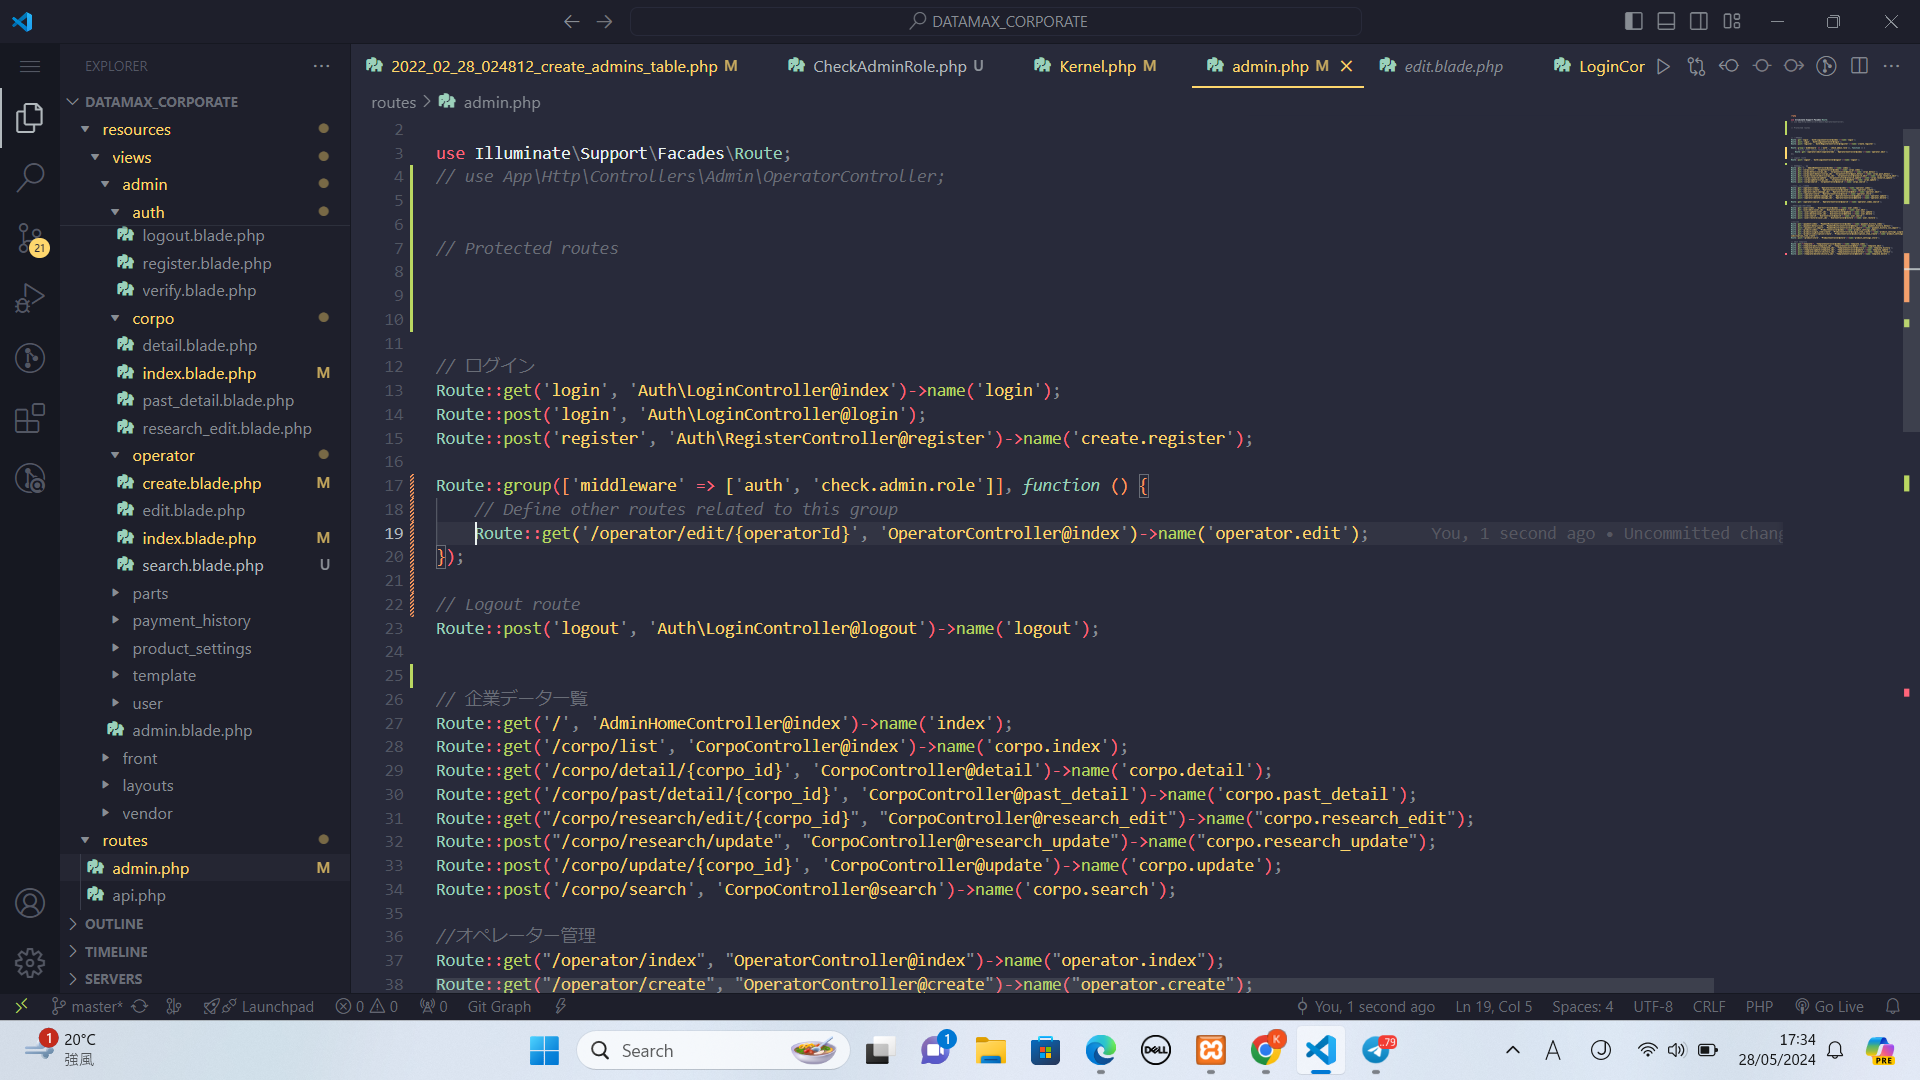 DATAMAX_CORPORATE
EXPLORER
DATAMAX_CORPORATE
resources
views
admin
auth
logout.blade.php
register.blade.php
verify.blade.php
corpo
detail.blade.php
index.blade.php M
past_detail.blade.php
research_edit.blade.php
operator
create.blade.php M
edit.blade.php
index.blade.php M
search.blade.php U
parts
payment_history
product_settings
template
user
admin.blade.php
front
layouts
vendor
routes
admin.php M
api.php
OUTLINE
TIMELINE
SERVERS
21
2022_02_28_024812_create_admins_table.php M CheckAdminRole.php U Kernel.php M admin.php M edit.blade.php LoginCor
routes > admin.php
2
3 use Illuminate\Support\Facades\Route;
4 // use App\Http\Controllers\Admin\OperatorController;
5
6
7 // Protected routes
8
9
10
11
12 // ログイン
13 Route::get('login', 'Auth\LoginController@index')->name('login');
14 Route::post('login', 'Auth\LoginController@login');
15 Route::post('register', 'Auth\RegisterController@register')->name('create.register');
16
17 Route::group(['middleware' => ['auth', 'check.admin.role']], function () {
18 // Define other routes related to this group
19 Route::get('/operator/edit/{operatorId}', 'OperatorController@index')->name('operator.edit'); You, 1 second ago • Uncommitted chang
20 });
21
22 // Logout route
23 Route::post('logout', 'Auth\LoginController@logout')->name('logout');
24
25
26 // 企業データ一覧
27 Route::get('/', 'AdminHomeController@index')->name('index');
28 Route::get('/corpo/list', 'CorpoController@index')->name('corpo.index');
29 Route::get('/corpo/detail/{corpo_id}', 'CorpoController@detail')->name('corpo.detail');
30 Route::get('/corpo/past/detail/{corpo_id}', 'CorpoController@past_detail')->name('corpo.past_detail');
31 Route::get("/corpo/research/edit/{corpo_id}", "CorpoController@research_edit")->name("corpo.research_edit");
32 Route::post("/corpo/research/update", "CorpoController@research_update")->name("corpo.research_update");
33 Route::post('/corpo/update/{corpo_id}', 'CorpoController@update')->name('corpo.update');
34 Route::post('/corpo/search', 'CorpoController@search')->name('corpo.search');
35
36 //オペレーター管理
37 Route::get("/operator/index", "OperatorController@index")->name("operator.index");
38 Route::get("/operator/create", "OperatorController@create")->name("operator.create");
master* Launchpad 0 0 0 Git Graph You, 1 second ago Ln 19, Col 5 Spaces: 4 UTF-8 CRLF PHP Go Live
1 20°C
強風
Search
1
DELL
K
79
A
J
17:34
28/05/2024
PRE